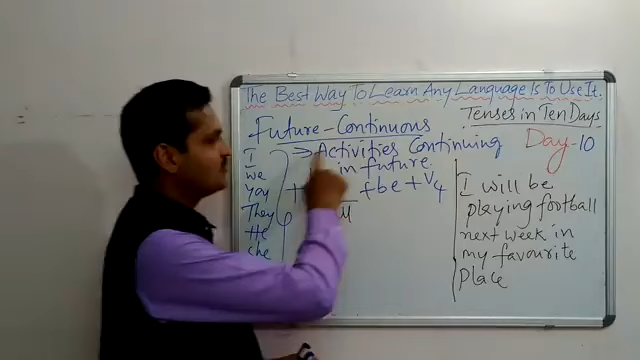 The Best Way To Learn Any Language Is To Use It.
Tenses in Ten Days
Future-Continuous
Day-10
→ Activities Continuing
in future.
I
we
you
They
He
she
+ be + V4
I will be
playing football
next week in
my favourite
place